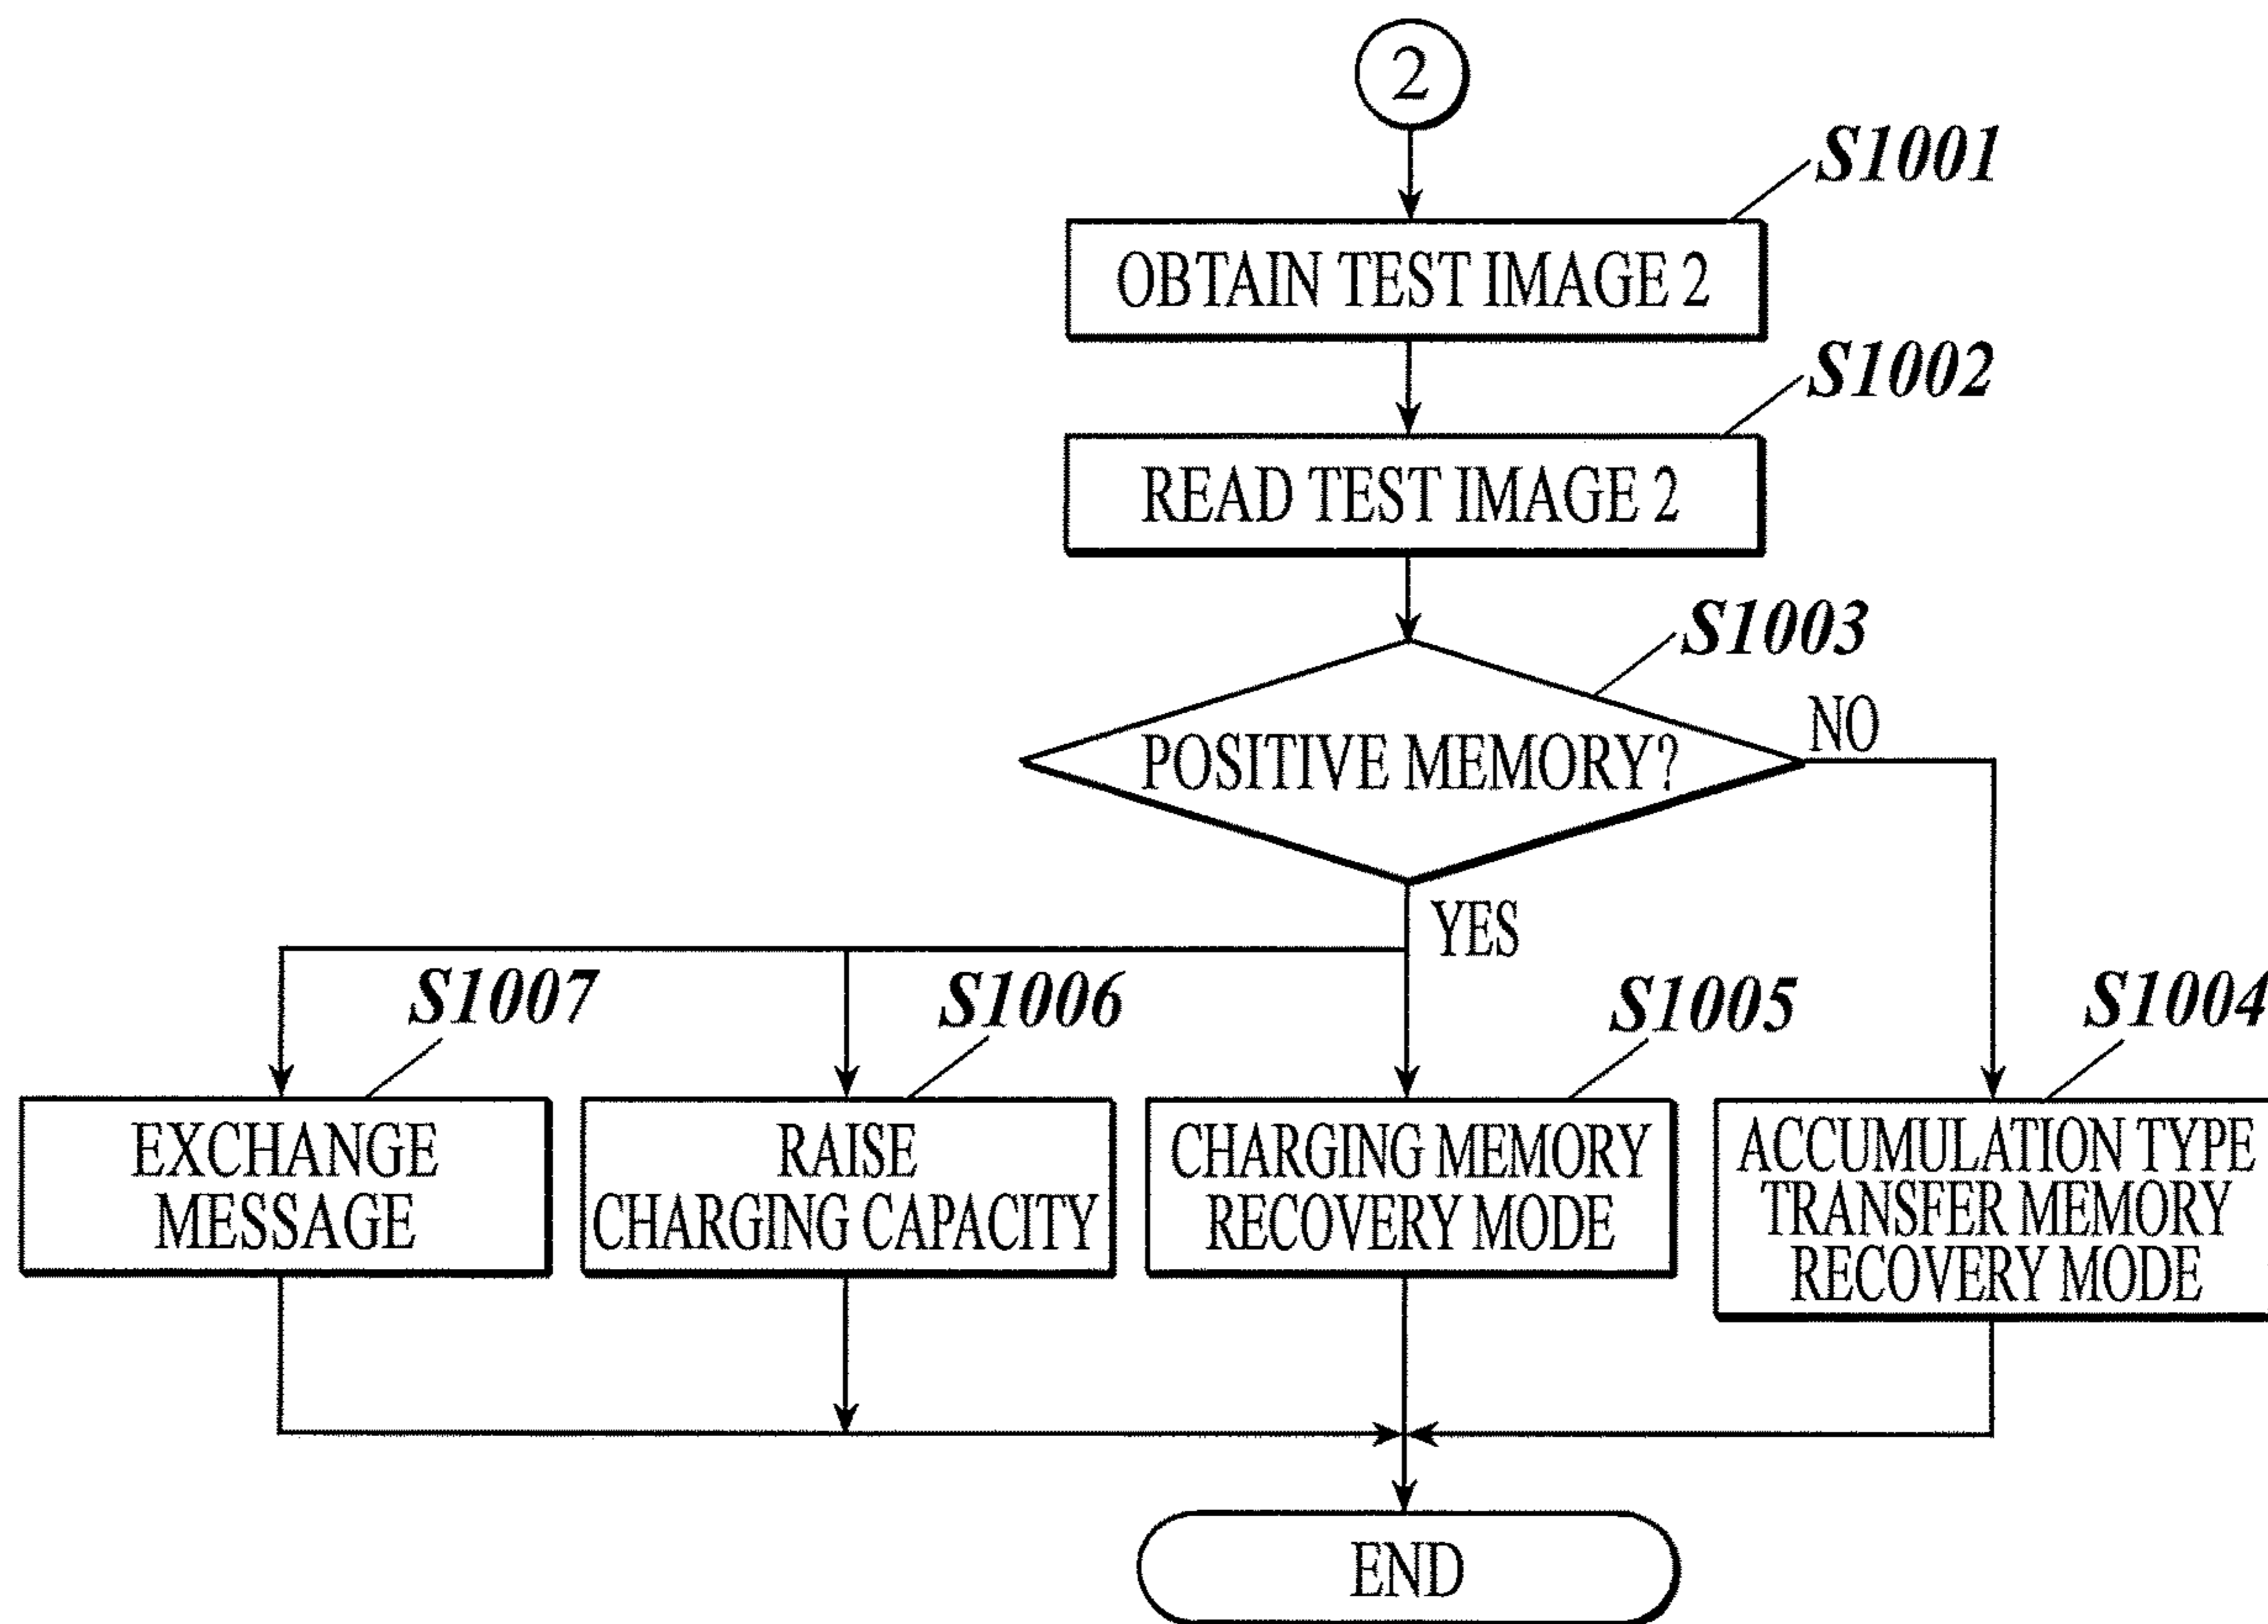 2
S1001
OBTAIN TEST IMAGE 2
S1002
READ TEST IMAGE 2
S1003
POSITIVE MEMORY?
NO
YES
S1007
S1006
S1005
S1004
EXCHANGE
MESSAGE
RAISE
CHARGING CAPACITY
CHARGING MEMORY
RECOVERY MODE
ACCUMULATION TYPE
TRANSFER MEMORY
RECOVERY MODE
END